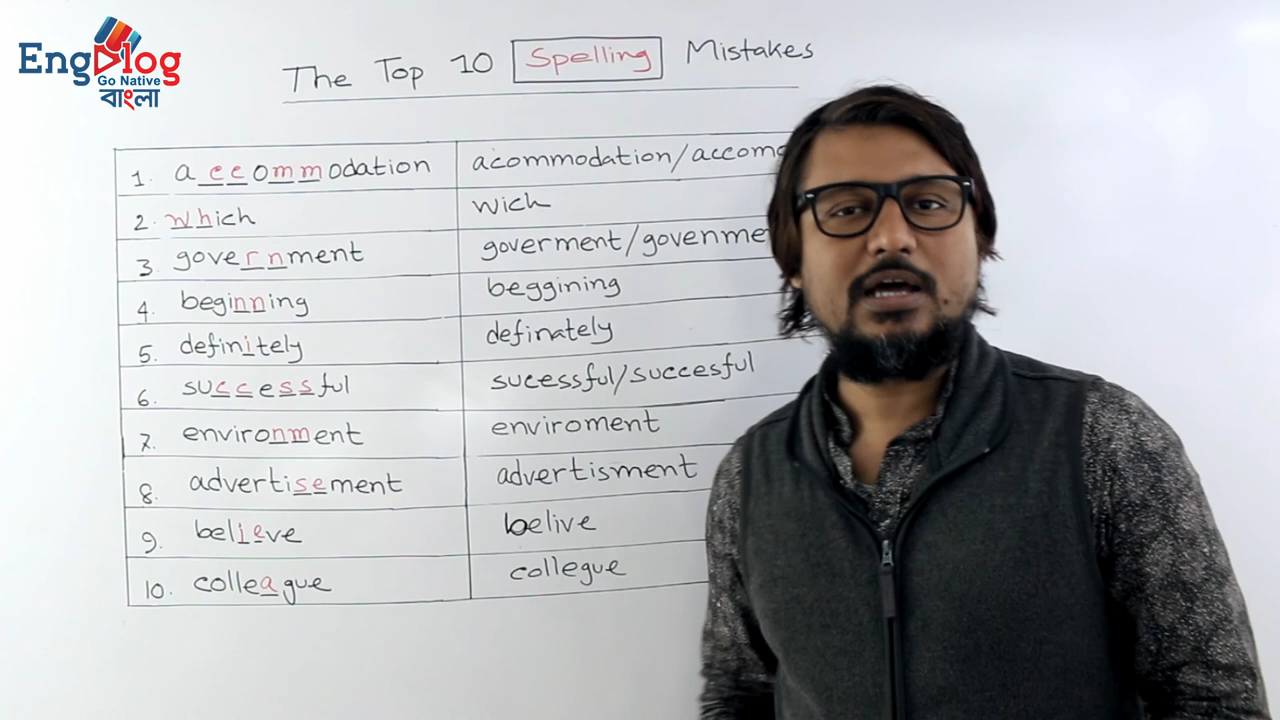 EngBlog
Go Native
বাংলা
The Top 10 Spelling Mistakes
1. accommodation acommodation/accomo
2. which wich
3. government goverment/govenme
4. beginning beggining
5. definitely definately
6. successful sucessful/succesful
7. environment enviroment
8. advertisement advertisment
9. believe belive
10. colleague collegue